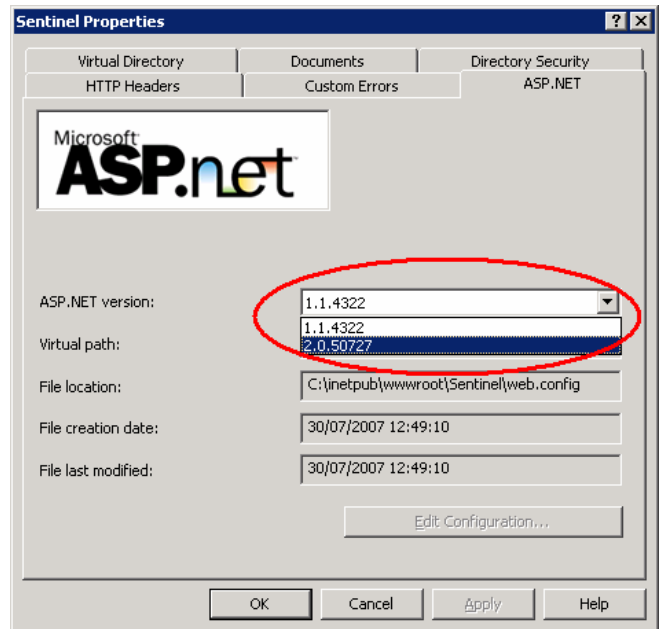 Sentinel Properties
Virtual Directory Documents Directory Security
HTTP Headers Custom Errors ASP.NET
Microsoft
ASP.net
ASP.NET version: 1.1.4322
1.1.4322
Virtual path: 2.0.50727
File location: C:\inetpub\wwwroot\Sentinel\web.config
File creation date: 30/07/2007 12:49:10
File last modified: 30/07/2007 12:49:10
Edit Configuration...
OK Cancel Apply Help